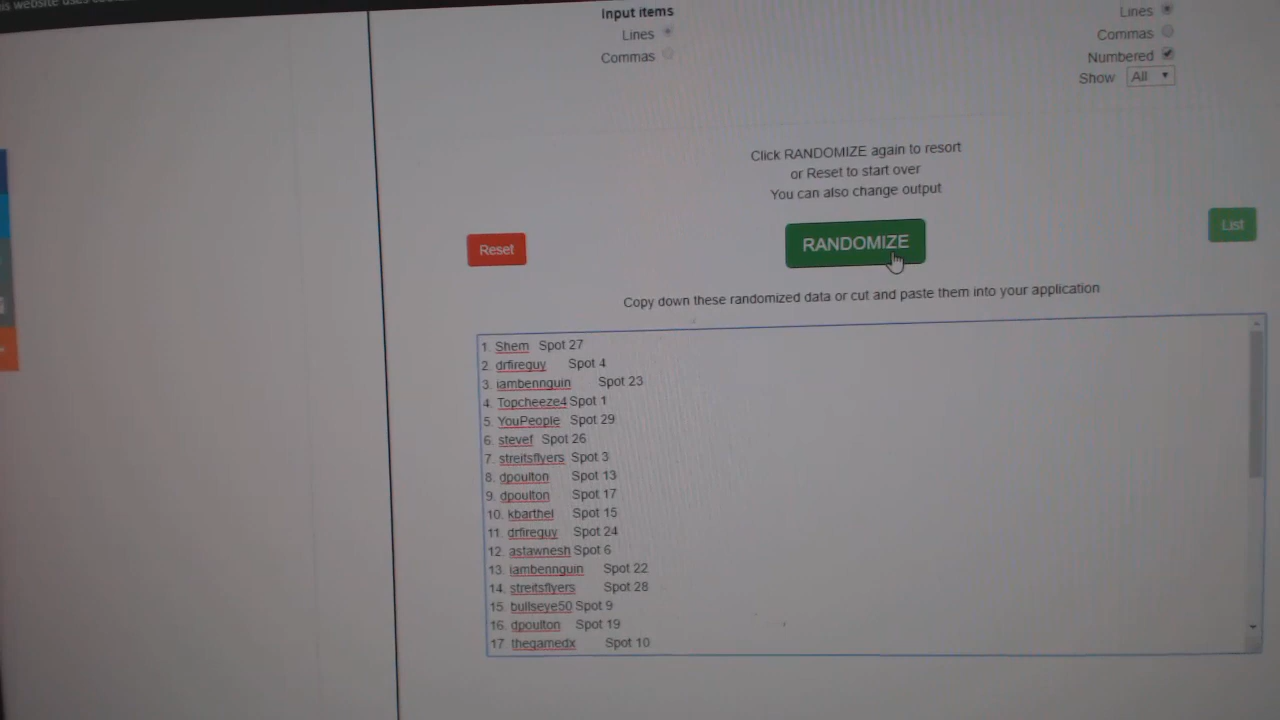 Input items
Lines
Commas
Lines
Commas
Numbered
Show All
Click RANDOMIZE again to resort
or Reset to start over
You can also change output
Reset
RANDOMIZE
List
Copy down these randomized data or cut and paste them into your application
1. Shem Spot 27
2. drfireguy Spot 4
3. iambennguin Spot 23
4. Topcheeze4 Spot 1
5. YouPeople Spot 29
6. stevef Spot 26
7. streitsflyers Spot 3
8. dpoulton Spot 13
9. dpoulton Spot 17
10. kbarthel Spot 15
11. drfireguy Spot 24
12. astawnesh Spot 6
13. iambennguin Spot 22
14. streitsflyers Spot 28
15. bullseye50 Spot 9
16. dpoulton Spot 19
17. thegamedx Spot 10